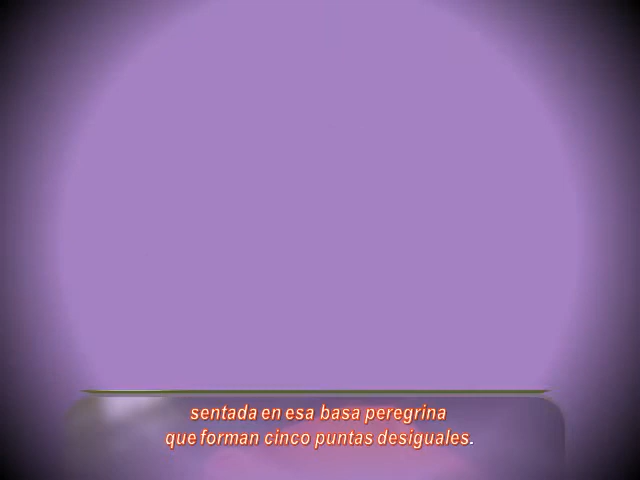 sentada en esa basa peregrina
que forman cinco puntas desiguales.